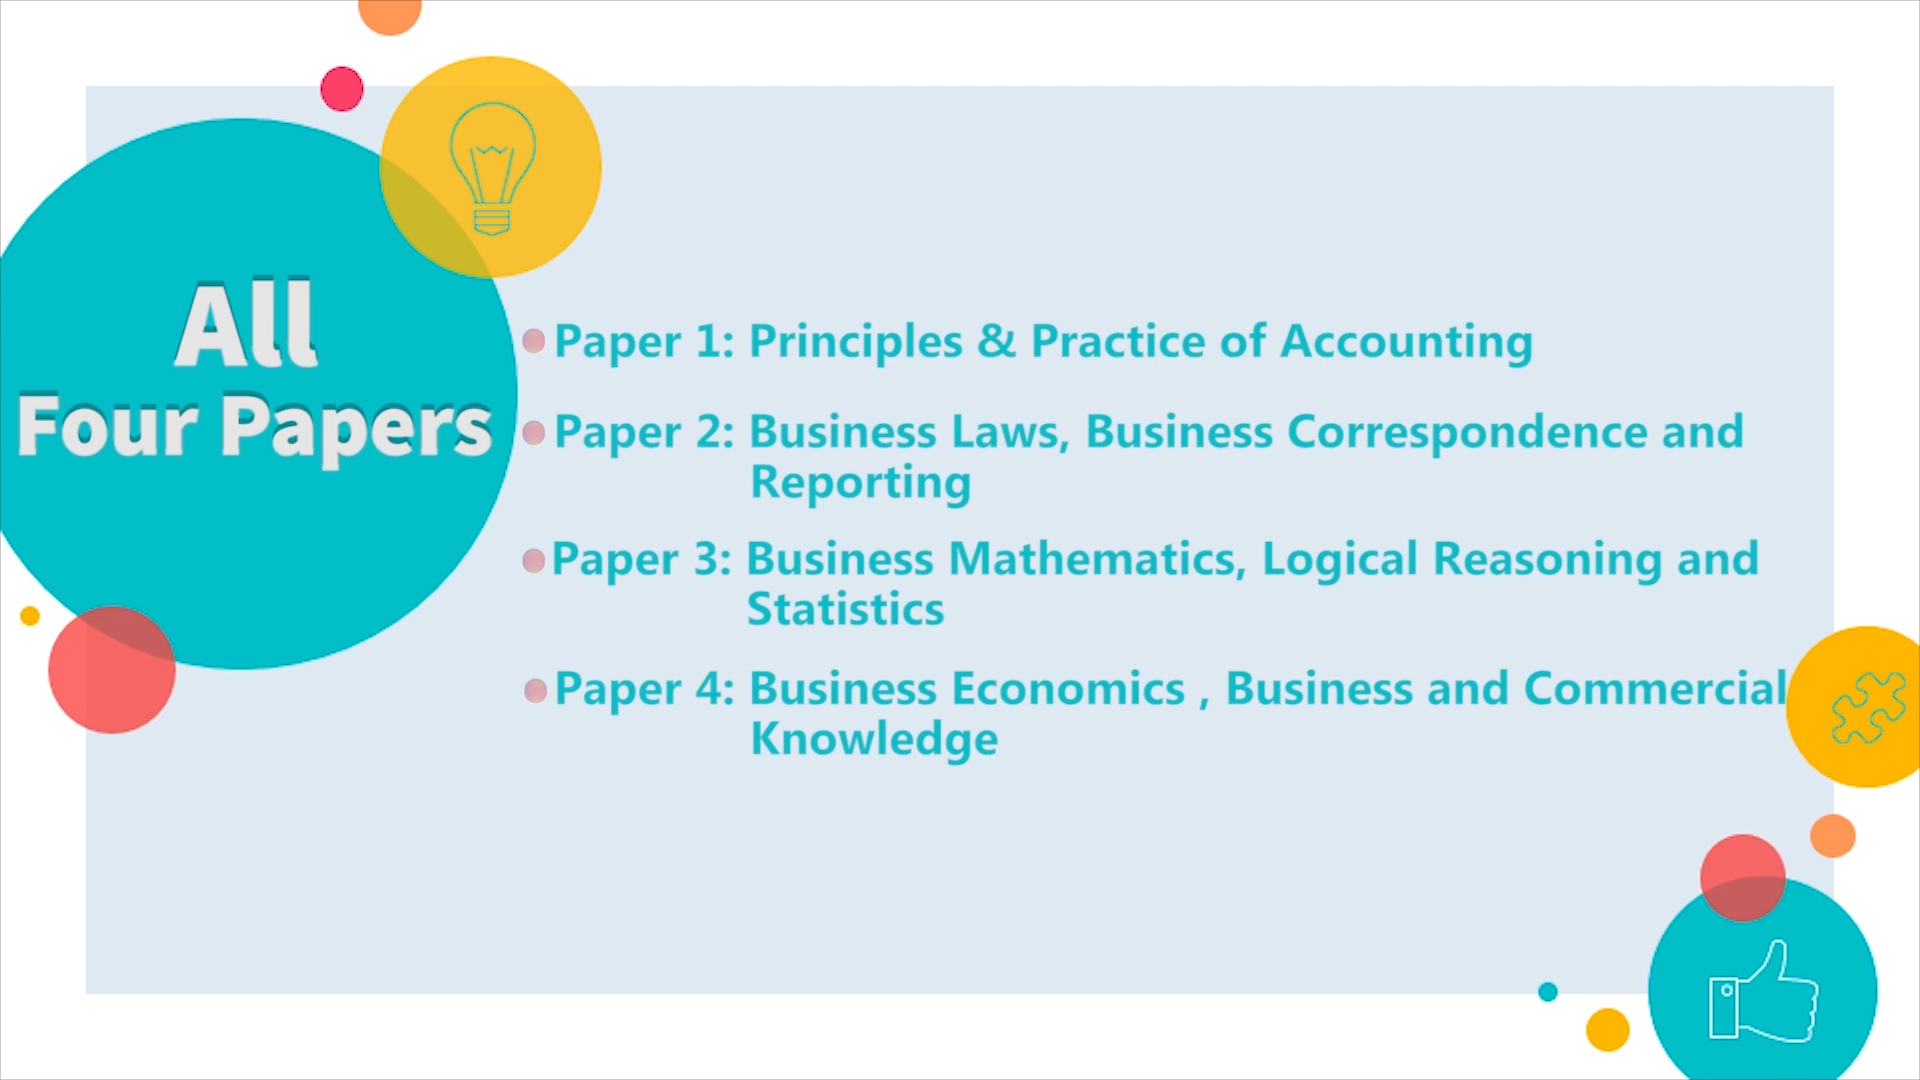 All
Four Papers
Paper 1: Principles & Practice of Accounting
Paper 2: Business Laws, Business Correspondence and
Reporting
Paper 3: Business Mathematics, Logical Reasoning and
Statistics
Paper 4: Business Economics , Business and Commercial
Knowledge